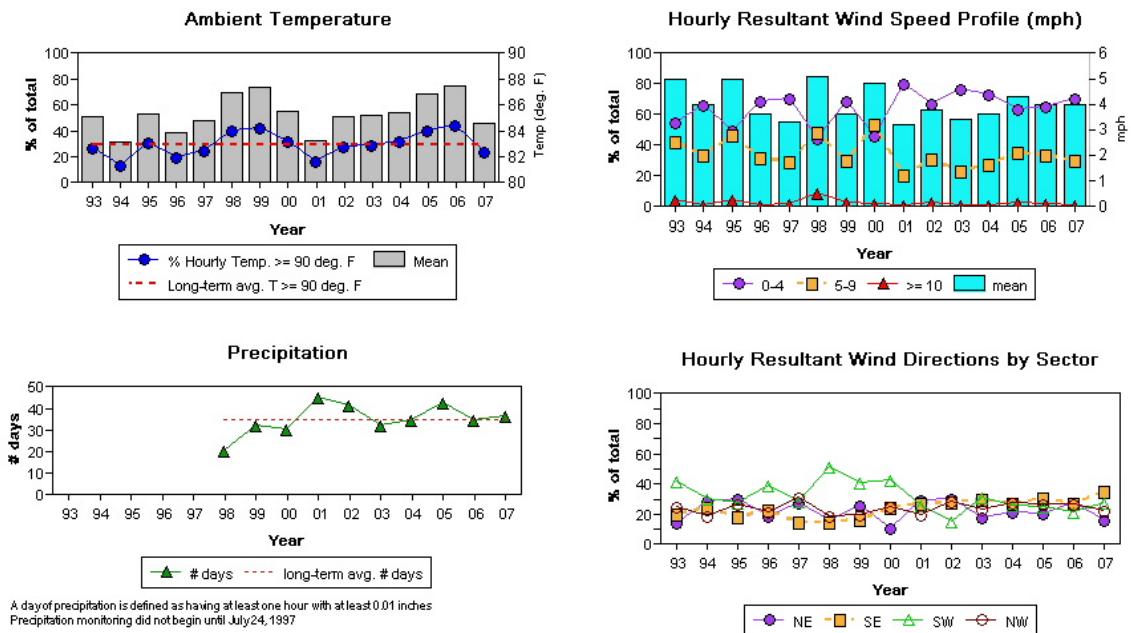 Ambient Temperature
% of total
100
80
60
40
20
0
90
88
86
84
82
80
Temp (deg. F)
93 94 95 96 97 98 99 00 01 02 03 04 05 06 07
Year
% Hourly Temp. >= 90 deg. F
Mean
Long-term avg. T >= 90 deg. F
Hourly Resultant Wind Speed Profile (mph)
% of total
100
80
60
40
20
0
6
5
4
3
2
1
0
mph
93 94 95 96 97 98 99 00 01 02 03 04 05 06 07
Year
0-4
5-9
>= 10
mean
Precipitation
# days
50
40
30
20
10
0
93 94 95 96 97 98 99 00 01 02 03 04 05 06 07
Year
# days
long-term avg. # days
A day of precipitation is defined as having at least one hour with at least 0.01 inches
Precipitation monitoring did not begin until July 24, 1997
Hourly Resultant Wind Directions by Sector
% of total
100
80
60
40
20
0
93 94 95 96 97 98 99 00 01 02 03 04 05 06 07
Year
NE
SE
SW
NW